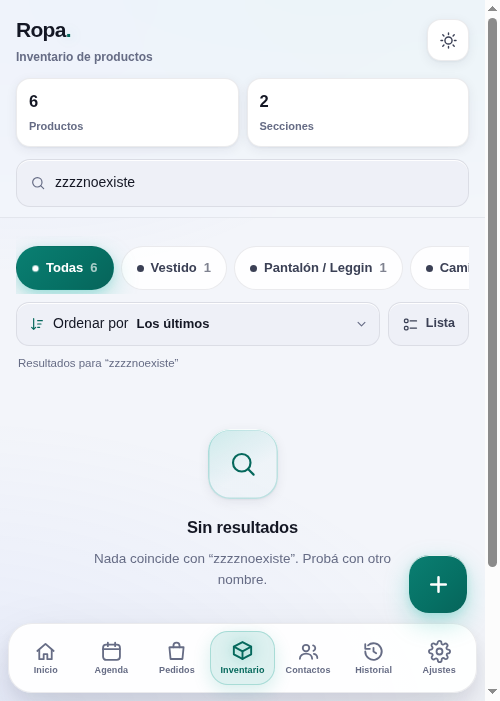 Ropa.
Inventario de productos
6
Productos
2
Secciones
zzzznoexiste
Todas 6
Vestido 1
Pantalón / Leggin 1
Cami
Ordenar por Los últimos
Lista
Resultados para “zzzznoexiste”
Sin resultados
Nada coincide con “zzzznoexiste”. Probá con otro
nombre.
Inicio
Agenda
Pedidos
Inventario
Contactos
Historial
Ajustes